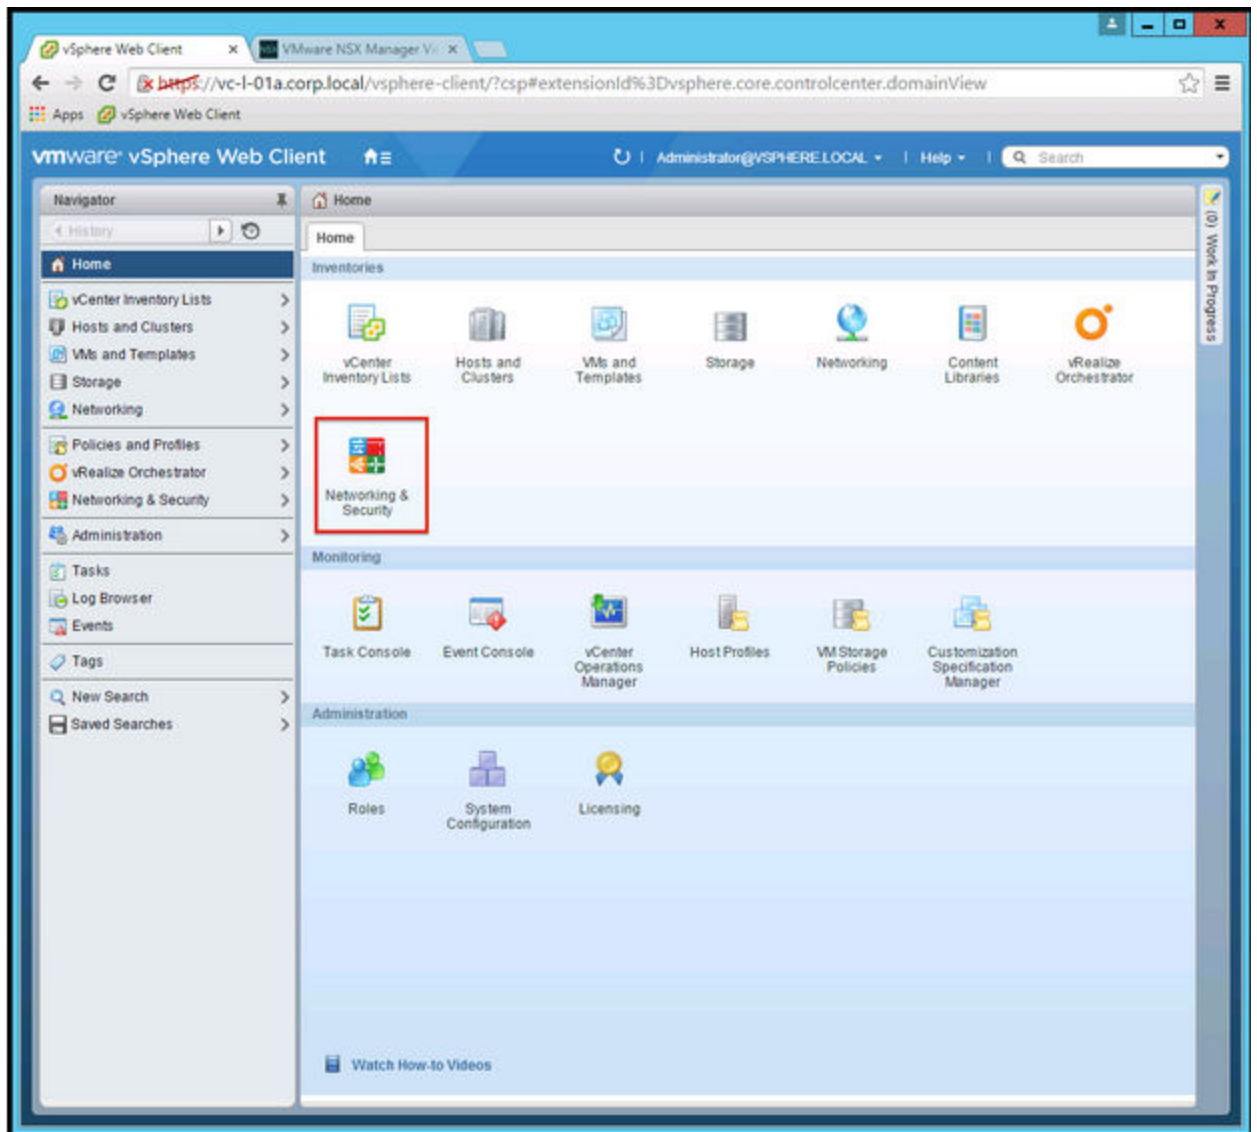 vSphere Web Client
VMware NSX Manager Vi
https://vc-l-01a.corp.local/vsphere-client/?csp#extensionId%3Dvsphere.core.controlcenter.domainView
Apps vSphere Web Client
vmware® vSphere Web Client
Administrator@VSPHERE.LOCAL
Help
Search
Navigator
History
Home
vCenter Inventory Lists
Hosts and Clusters
VMs and Templates
Storage
Networking
Policies and Profiles
vRealize Orchestrator
Networking & Security
Administration
Tasks
Log Browser
Events
Tags
New Search
Saved Searches
Home
Home
Inventories
vCenter
Inventory Lists
Hosts and
Clusters
VMs and
Templates
Storage
Networking
Content
Libraries
vRealize
Orchestrator
Networking &
Security
Monitoring
Task Console
Event Console
vCenter
Operations
Manager
Host Profiles
VM Storage
Policies
Customization
Specification
Manager
Administration
Roles
System
Configuration
Licensing
Watch How-to Videos
(0) Work In Progress